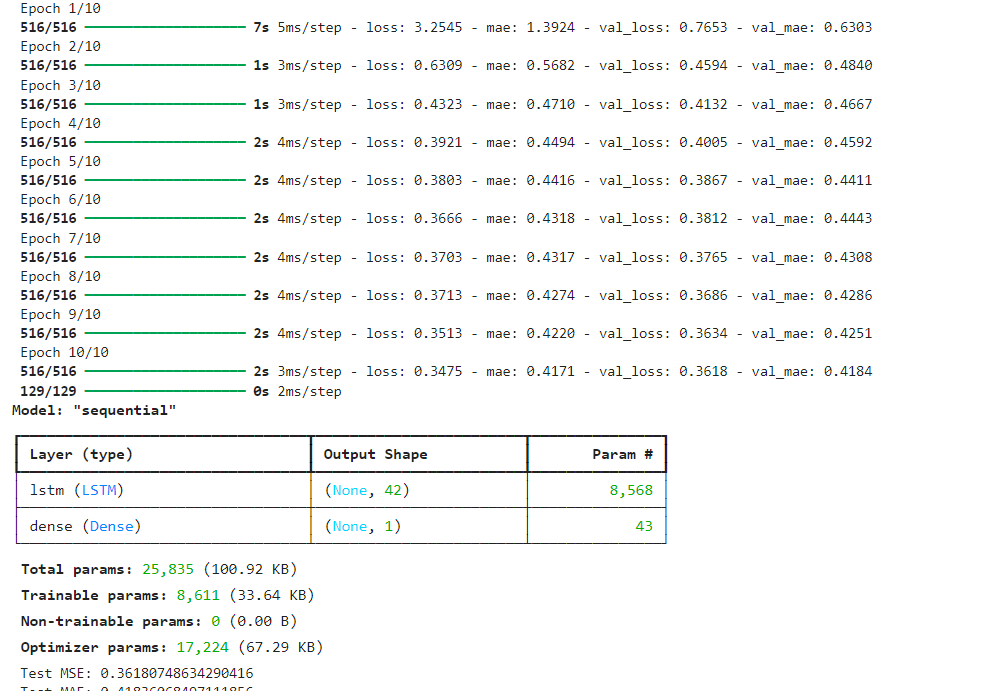 Epoch 1/10
516/516 7s 5ms/step - loss: 3.2545 - mae: 1.3924 - val_loss: 0.7653 - val_mae: 0.6303
Epoch 2/10
516/516 1s 3ms/step - loss: 0.6309 - mae: 0.5682 - val_loss: 0.4594 - val_mae: 0.4840
Epoch 3/10
516/516 1s 3ms/step - loss: 0.4323 - mae: 0.4710 - val_loss: 0.4132 - val_mae: 0.4667
Epoch 4/10
516/516 2s 4ms/step - loss: 0.3921 - mae: 0.4494 - val_loss: 0.4005 - val_mae: 0.4592
Epoch 5/10
516/516 2s 4ms/step - loss: 0.3803 - mae: 0.4416 - val_loss: 0.3867 - val_mae: 0.4411
Epoch 6/10
516/516 2s 4ms/step - loss: 0.3666 - mae: 0.4318 - val_loss: 0.3812 - val_mae: 0.4443
Epoch 7/10
516/516 2s 4ms/step - loss: 0.3703 - mae: 0.4317 - val_loss: 0.3765 - val_mae: 0.4308
Epoch 8/10
516/516 2s 4ms/step - loss: 0.3713 - mae: 0.4274 - val_loss: 0.3686 - val_mae: 0.4286
Epoch 9/10
516/516 2s 4ms/step - loss: 0.3513 - mae: 0.4220 - val_loss: 0.3634 - val_mae: 0.4251
Epoch 10/10
516/516 2s 3ms/step - loss: 0.3475 - mae: 0.4171 - val_loss: 0.3618 - val_mae: 0.4184
129/129 0s 2ms/step
Model: "sequential"
Layer (type) Output Shape Param #
lstm (LSTM) (None, 42) 8,568
dense (Dense) (None, 1) 43
Total params: 25,835 (100.92 KB)
Trainable params: 8,611 (33.64 KB)
Non-trainable params: 0 (0.00 B)
Optimizer params: 17,224 (67.29 KB)
Test MSE: 0.36180748634290416
Test MAE: